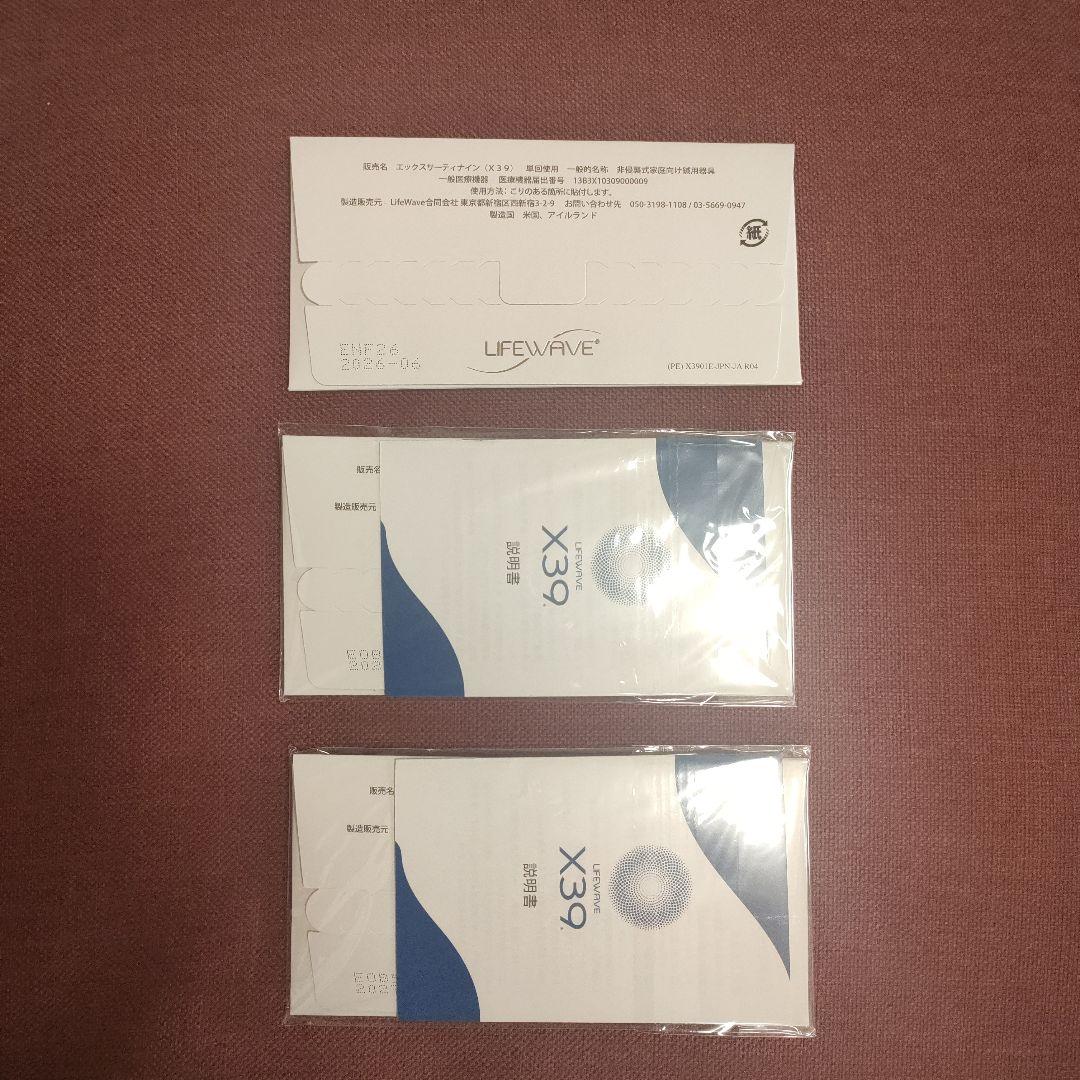 販売名 エックスサーティナイン(X39) 単回使用 一般的名称 非侵襲式家庭向け鍼用器具
一般医療機器 医療機器届出番号 13B3X10309000009
使用方法:こりのある箇所に貼付します。
製造販売元 LifeWave合同会社 東京都新宿区西新宿3-2-9 お問い合わせ先 050-3198-1108 / 03-5669-0947
製造国 米国、アイルランド
紙
ENF26
2026-06
LIFEWAVE®
(PE) X3901E-JPN-JA R04
販売名
製造販売元
LIFEWAVE
X39®
説明書
販売名
製造販売元
LIFEWAVE
X39®
説明書